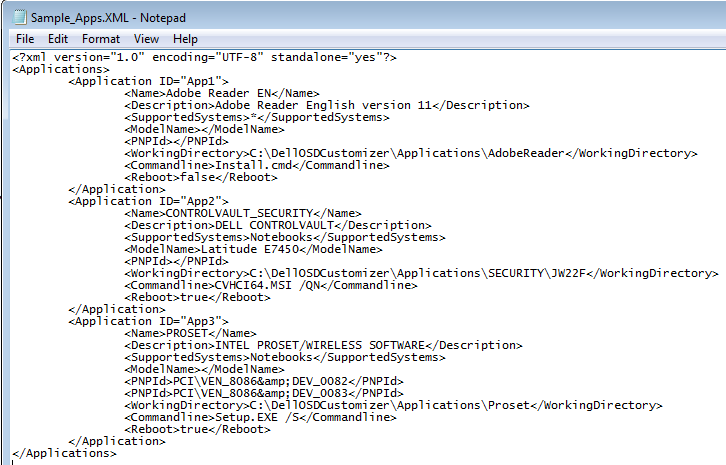 Sample_Apps.XML - Notepad
File Edit Format View Help
<?xml version="1.0" encoding="UTF-8" standalone="yes"?>
<Applications>
<Application ID="App1">
<Name>Adobe Reader EN</Name>
<Description>Adobe Reader English version 11</Description>
<SupportedSystems>*</SupportedSystems>
<ModelName></ModelName>
<PNPId></PNPId>
<WorkingDirectory>C:\DellOSDCustomizer\Applications\AdobeReader</WorkingDirectory>
<Commandline>Install.cmd</Commandline>
<Reboot>false</Reboot>
</Application>
<Application ID="App2">
<Name>CONTROLVAULT_SECURITY</Name>
<Description>DELL CONTROLVAULT</Description>
<SupportedSystems>Notebooks</SupportedSystems>
<ModelName>Latitude E7450</ModelName>
<PNPId></PNPId>
<WorkingDirectory>C:\DellOSDCustomizer\Applications\SECURITY\JW22F</WorkingDirectory>
<Commandline>CVHCI64.MSI /QN</Commandline>
<Reboot>true</Reboot>
</Application>
<Application ID="App3">
<Name>PROSET</Name>
<Description>INTEL PROSET/WIRELESS SOFTWARE</Description>
<SupportedSystems>Notebooks</SupportedSystems>
<ModelName></ModelName>
<PNPId>PCI\VEN_8086&amp;DEV_0082</PNPId>
<PNPId>PCI\VEN_8086&amp;DEV_0083</PNPId>
<WorkingDirectory>C:\DellOSDCustomizer\Applications\Proset</WorkingDirectory>
<Commandline>Setup.EXE /S</Commandline>
<Reboot>true</Reboot>
</Application>
</Applications>